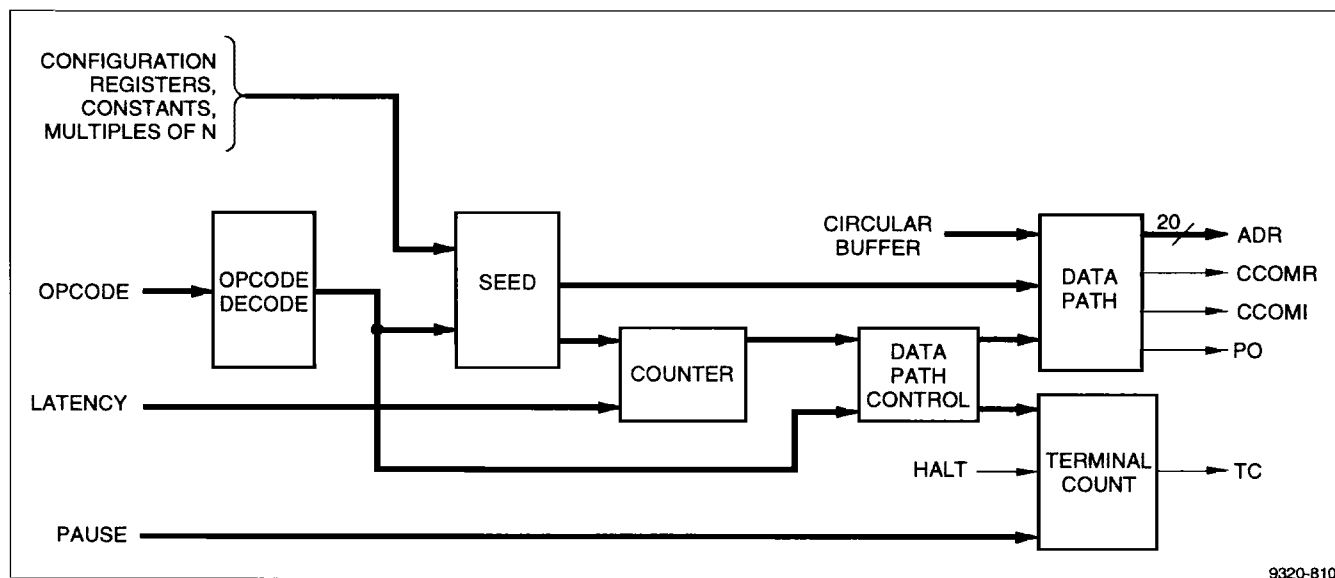 CONFIGURATION
REGISTERS,
CONSTANTS,
MULTIPLES OF N
OPCODE
OPCODE
DECODE
SEED
CIRCULAR
BUFFER
DATA
PATH
20
ADR
CCOMR
CCOMI
PO
LATENCY
COUNTER
DATA
PATH
CONTROL
HALT
TERMINAL
COUNT
TC
PAUSE
9320-810